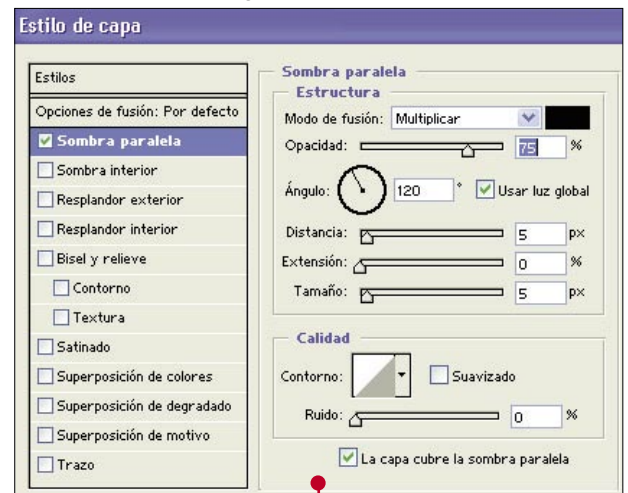 Estilo de capa
Estilos
Opciones de fusión: Por defecto
Sombra paralela
Sombra interior
Resplandor exterior
Resplandor interior
Bisel y relieve
Contorno
Textura
Satinado
Superposición de colores
Superposición de degradado
Superposición de motivo
Trazo
Sombra paralela
Estructura
Modo de fusión: Multiplicar
Opacidad: 75 %
Ángulo: 120 ° Usar luz global
Distancia: 5 px
Extensión: 0 %
Tamaño: 5 px
Calidad
Contorno: Suavizado
Ruido: 0 %
La capa cubre la sombra paralela